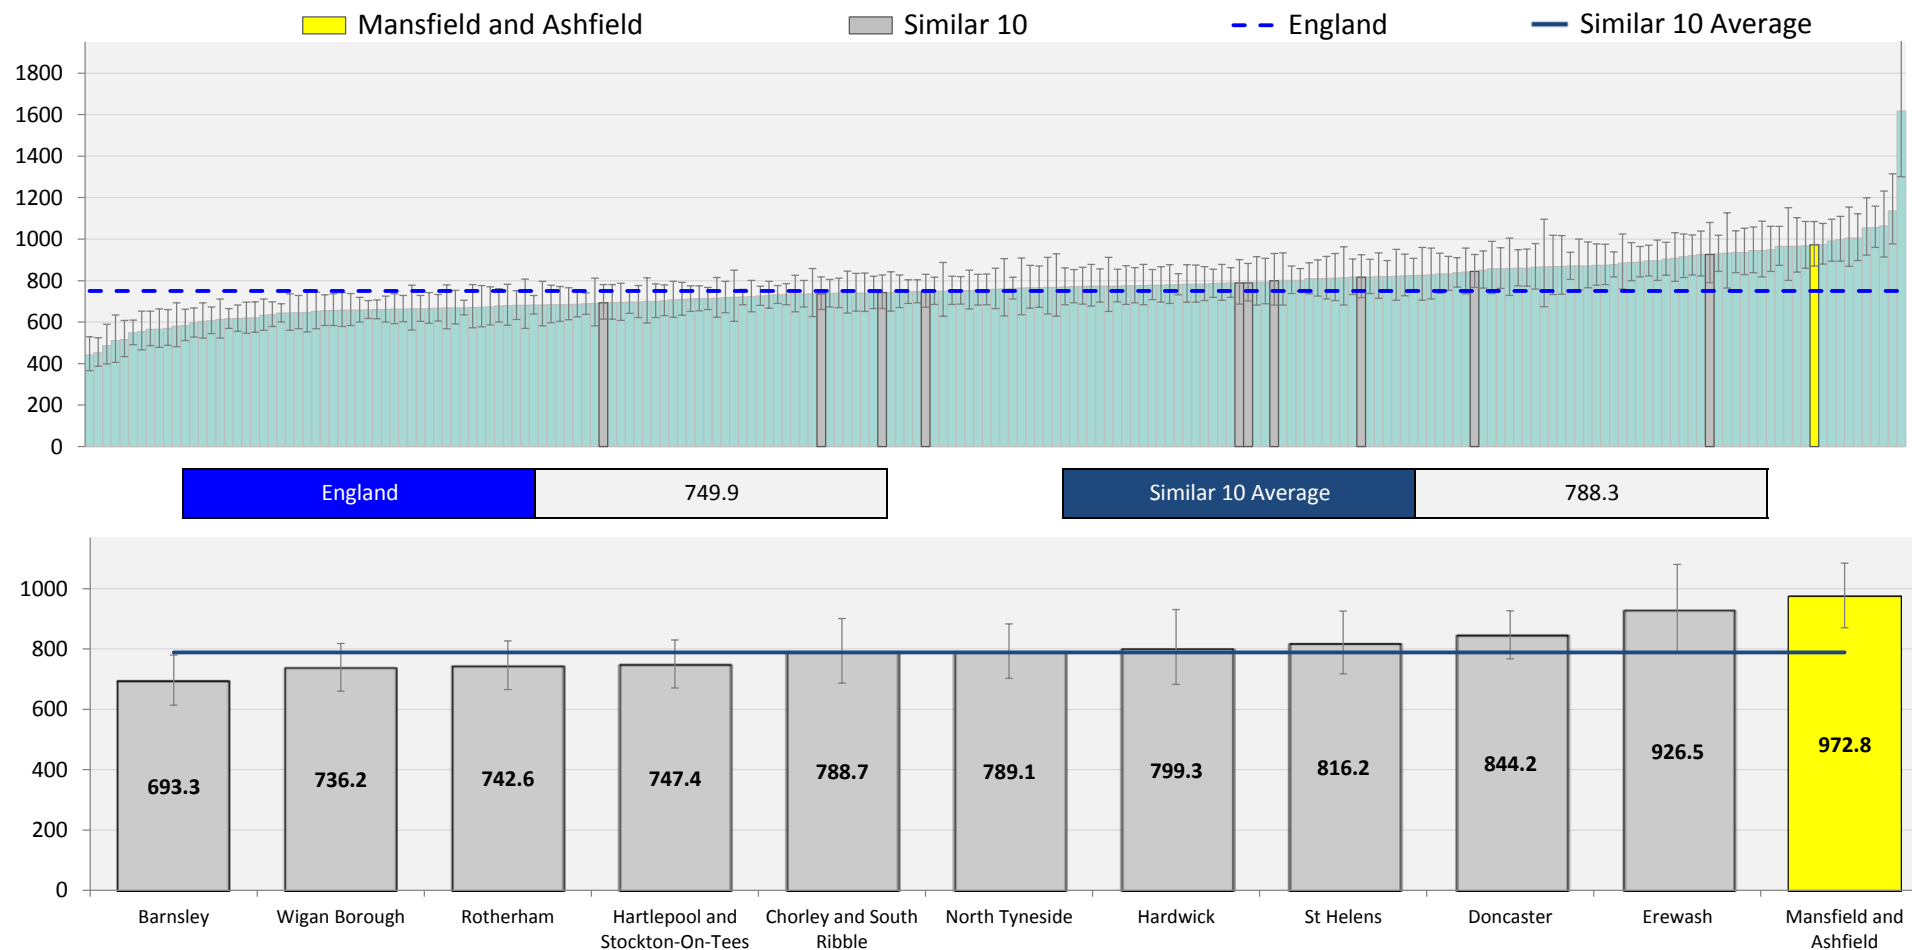 Mansfield and Ashfield
Similar 10
England
Similar 10 Average
1800
1600
1400
1200
1000
800
600
400
200
0
England
749.9
Similar 10 Average
788.3
1000
800
600
400
200
0
693.3
736.2
742.6
747.4
788.7
789.1
799.3
816.2
844.2
926.5
972.8
Barnsley
Wigan Borough
Rotherham
Hartlepool and
Stockton-On-Tees
Chorley and South
Ribble
North Tyneside
Hardwick
St Helens
Doncaster
Erewash
Mansfield and
Ashfield